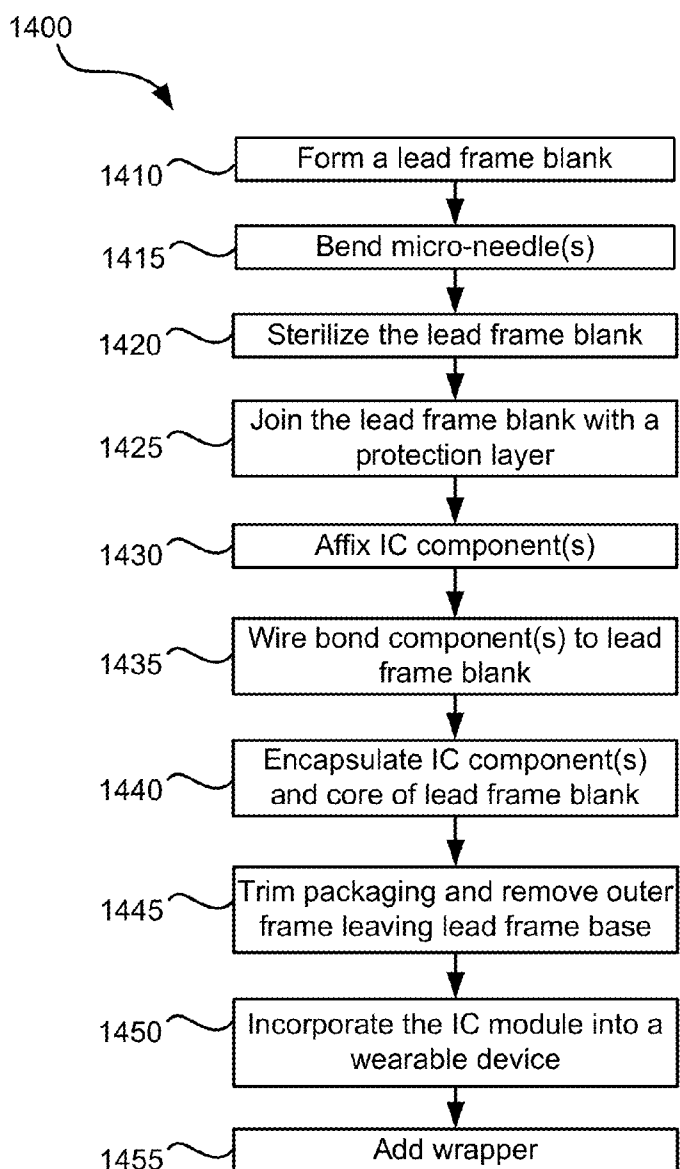 1400
1410
Form a lead frame blank
1415
Bend micro-needle(s)
1420
Sterilize the lead frame blank
1425
Join the lead frame blank with a
protection layer
1430
Affix IC component(s)
1435
Wire bond component(s) to lead
frame blank
1440
Encapsulate IC component(s)
and core of lead frame blank
1445
Trim packaging and remove outer
frame leaving lead frame base
1450
Incorporate the IC module into a
wearable device
1455
Add wrapper